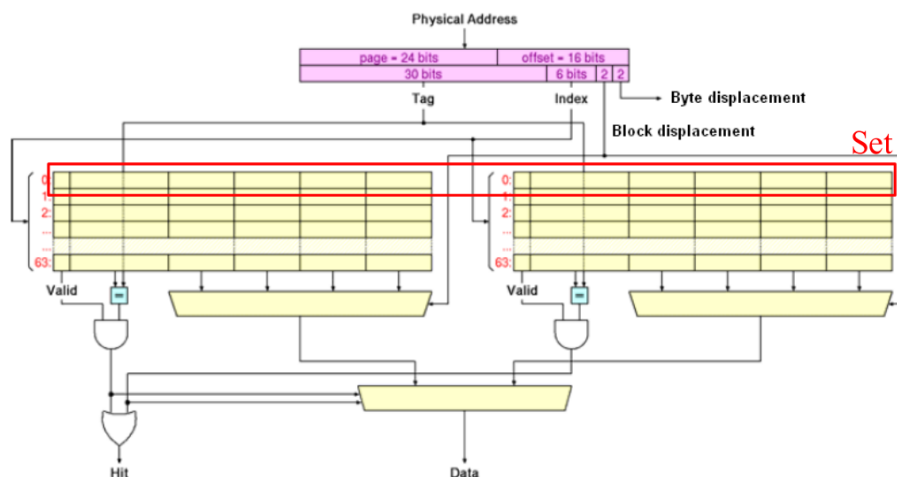 Physical Address
page = 24 bits offset = 16 bits
30 bits 6 bits 2 2
Tag Index Byte displacement
Block displacement
Set
0: 0:
1: 1:
2: 2:
... ...
... ...
63: 63:
Valid = Valid =
Hit Data